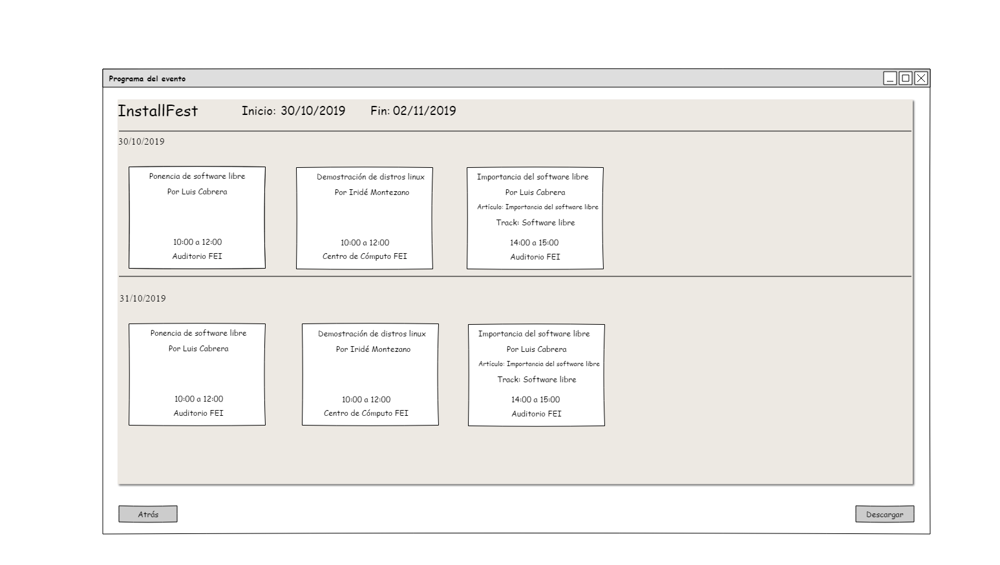 Programa del evento
InstallFest Inicio: 30/10/2019 Fin: 02/11/2019
30/10/2019
Ponencia de software libre
Por Luis Cabrera
10:00 a 12:00
Auditorio FEI
Demostración de distros linux
Por Iridé Montezano
10:00 a 12:00
Centro de Cómputo FEI
Importancia del software libre
Por Luis Cabrera
Artículo: Importancia del software libre
Track: Software libre
14:00 a 15:00
Auditorio FEI
31/10/2019
Ponencia de software libre
Por Luis Cabrera
10:00 a 12:00
Auditorio FEI
Demostración de distros linux
Por Iridé Montezano
10:00 a 12:00
Centro de Cómputo FEI
Importancia del software libre
Por Luis Cabrera
Artículo: Importancia del software libre
Track: Software libre
14:00 a 15:00
Auditorio FEI
Atrás
Descargar